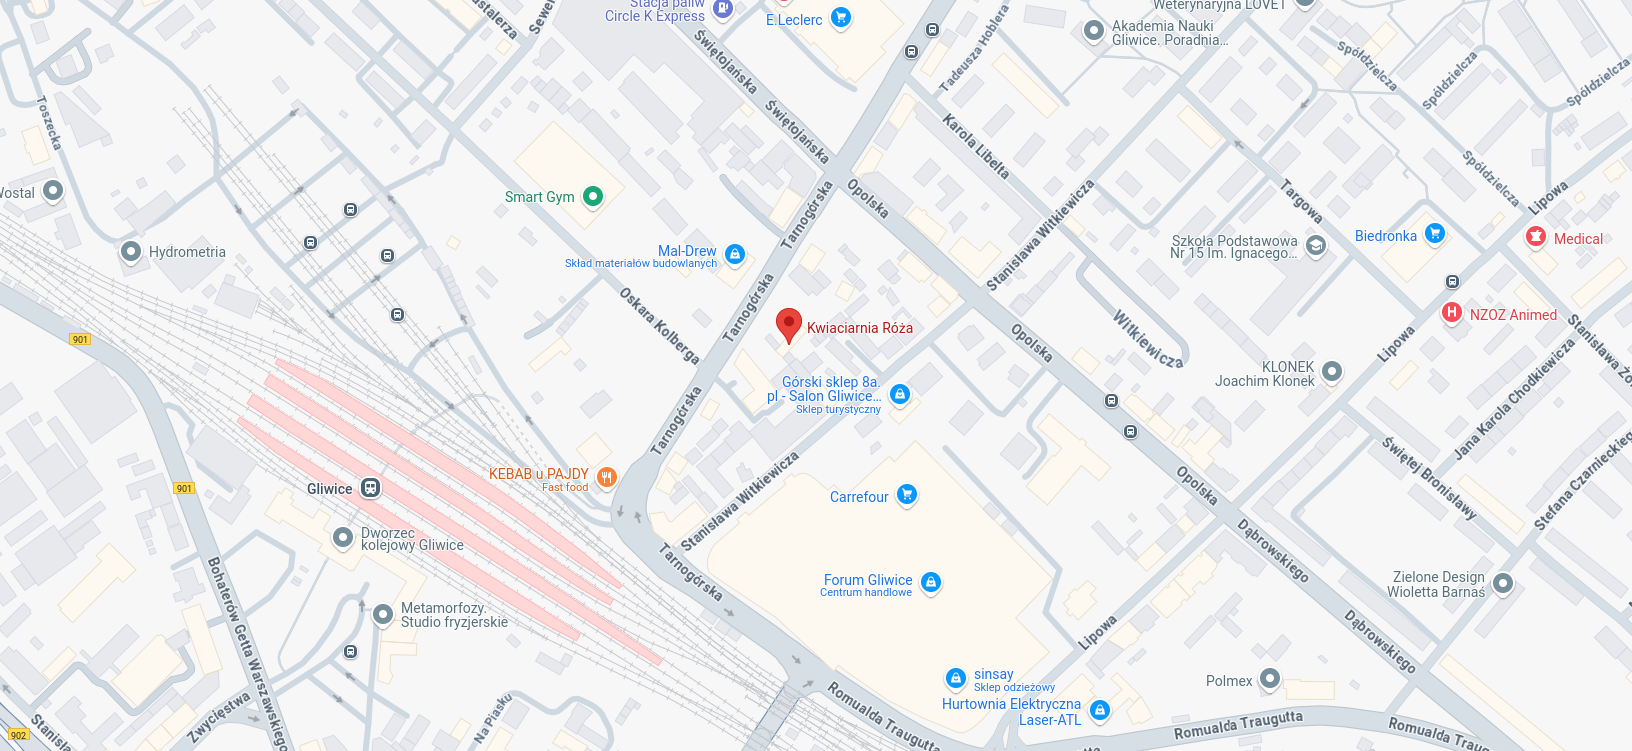 Stacja paliw
Circle K Express
E.Leclerc
Weterynaryjna LOVET
Akademia Nauki
Gliwice. Poradnia...
Tadeusza Hoblera
Spółdzielcza
Spółdzielcza
Spółdzielcza
Spółdzielcza
Toszecka
Świętojańska
Świętojańska
Karola Libelta
Wostal
Smart Gym
Opolska
Targowa
Lipowa
Hydrometria
Mal-Drew
Skład materiałów budowlanych
Tarnogórska
Stanisława Witkiewicza
Szkoła Podstawowa
Nr 15 Im. Ignacego...
Biedronka
Medical
Oskara Kolberga
Tarnogórska
Kwiaciarnia Róża
Opolska
Witkiewicza
NZOZ Animed
Lipowa
901
KLONEK
Joachim Klonek
Jana Karola Chodkiewicza
Górski sklep 8a.
pl - Salon Gliwice...
Sklep turystyczny
Tarnogórska
KEBAB u PAJDY
Fast food
Gliwice
901
Stanisława Witkiewicza
Carrefour
Opolska
Świętej Bronisławy
Stefana Czarnieckiego
Dworzec
kolejowy Gliwice
Dąbrowskiego
Tarnogórska
Forum Gliwice
Centrum handlowe
Zielone Design
Wioletta Barnaś
Bohaterów Getta Warszawskiego
Metamorfozy.
Studio fryzjerskie
Lipowa
Dąbrowskiego
sinsay
Sklep odzieżowy
Polmex
Hurtownia Elektryczna
Laser-ATL
Zwycięstwa
Na Piasku
Romualda Traugutta
Romualda Traugutta
Romualda Traugu
902